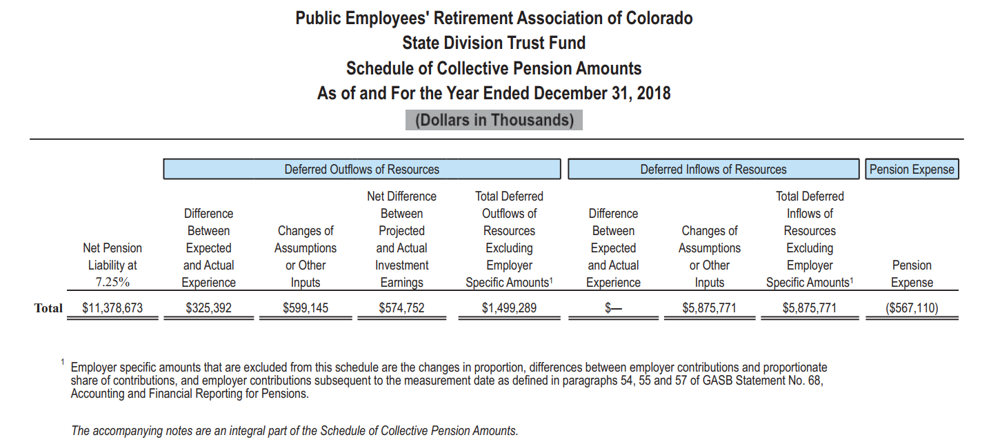 Public Employees' Retirement Association of Colorado
State Division Trust Fund
Schedule of Collective Pension Amounts
As of and For the Year Ended December 31, 2018
(Dollars in Thousands)
Deferred Outflows of Resources Deferred Inflows of Resources Pension Expense
Net Difference Total Deferred Total Deferred
Difference Between Outflows of Difference Inflows of
Between Changes of Projected Resources Between Changes of Resources
Net Pension Expected Assumptions and Actual Excluding Expected Assumptions Excluding
Liability at and Actual or Other Investment Employer and Actual or Other Employer Pension
7.25% Experience Inputs Earnings Specific Amounts¹ Experience Inputs Specific Amounts¹ Expense
Total $11,378,673 $325,392 $599,145 $574,752 $1,499,289 $— $5,875,771 $5,875,771 ($567,110)
¹ Employer specific amounts that are excluded from this schedule are the changes in proportion, differences between employer contributions and proportionate
share of contributions, and employer contributions subsequent to the measurement date as defined in paragraphs 54, 55 and 57 of GASB Statement No. 68,
Accounting and Financial Reporting for Pensions.
The accompanying notes are an integral part of the Schedule of Collective Pension Amounts.